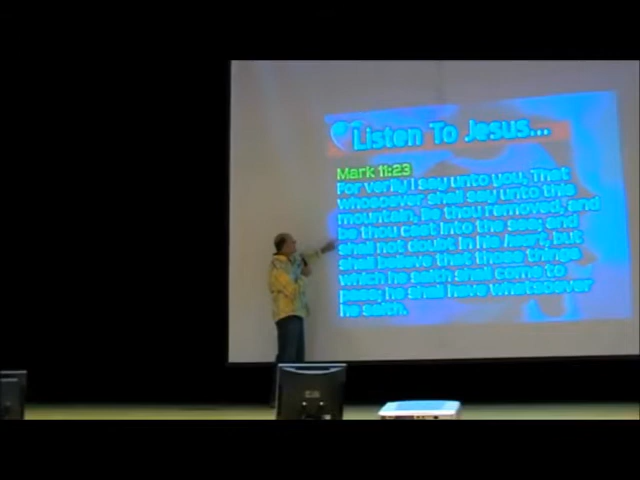 Listen To Jesus...
Mark 11:23
For verily I say unto you, That
whosoever shall say unto this
mountain, Be thou removed, and
be thou cast into the sea; and
shall not doubt in his heart, but
shall believe that those things
which he saith shall come to
pass; he shall have whatsoever
he saith.